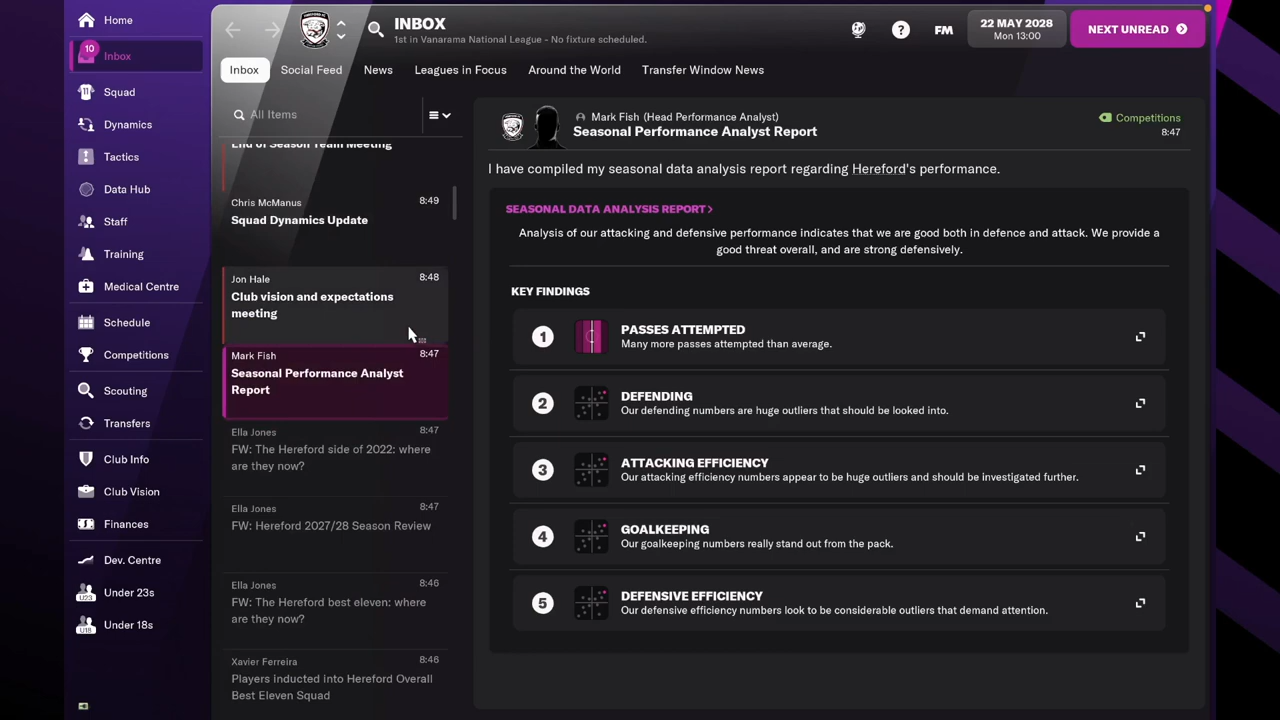 Home
10
Inbox
Squad
Dynamics
Tactics
Data Hub
Staff
Training
Medical Centre
Schedule
Competitions
Scouting
Transfers
Club Info
Club Vision
Finances
Dev. Centre
U23
Under 23s
U18
Under 18s
INBOX
1st in Vanarama National League - No fixture scheduled.
?
FM
22 MAY 2028
Mon 13:00
NEXT UNREAD
Inbox
Social Feed
News
Leagues in Focus
Around the World
Transfer Window News
All Items
End of Season Team Meeting
Chris McManus
8:49
Squad Dynamics Update
Jon Hale
8:48
Club vision and expectations
meeting
Mark Fish
8:47
Seasonal Performance Analyst
Report
Ella Jones
8:47
FW: The Hereford side of 2022: where
are they now?
Ella Jones
8:47
FW: Hereford 2027/28 Season Review
Ella Jones
8:46
FW: The Hereford best eleven: where
are they now?
Xavier Ferreira
8:46
Players inducted into Hereford Overall
Best Eleven Squad
Mark Fish (Head Performance Analyst)
Seasonal Performance Analyst Report
Competitions
8:47
I have compiled my seasonal data analysis report regarding Hereford's performance.
SEASONAL DATA ANALYSIS REPORT>
Analysis of our attacking and defensive performance indicates that we are good both in defence and attack. We provide a
good threat overall, and are strong defensively.
KEY FINDINGS
1
PASSES ATTEMPTED
Many more passes attempted than average.
2
DEFENDING
Our defending numbers are huge outliers that should be looked into.
3
ATTACKING EFFICIENCY
Our attacking efficiency numbers appear to be huge outliers and should be investigated further.
4
GOALKEEPING
Our goalkeeping numbers really stand out from the pack.
5
DEFENSIVE EFFICIENCY
Our defensive efficiency numbers look to be considerable outliers that demand attention.